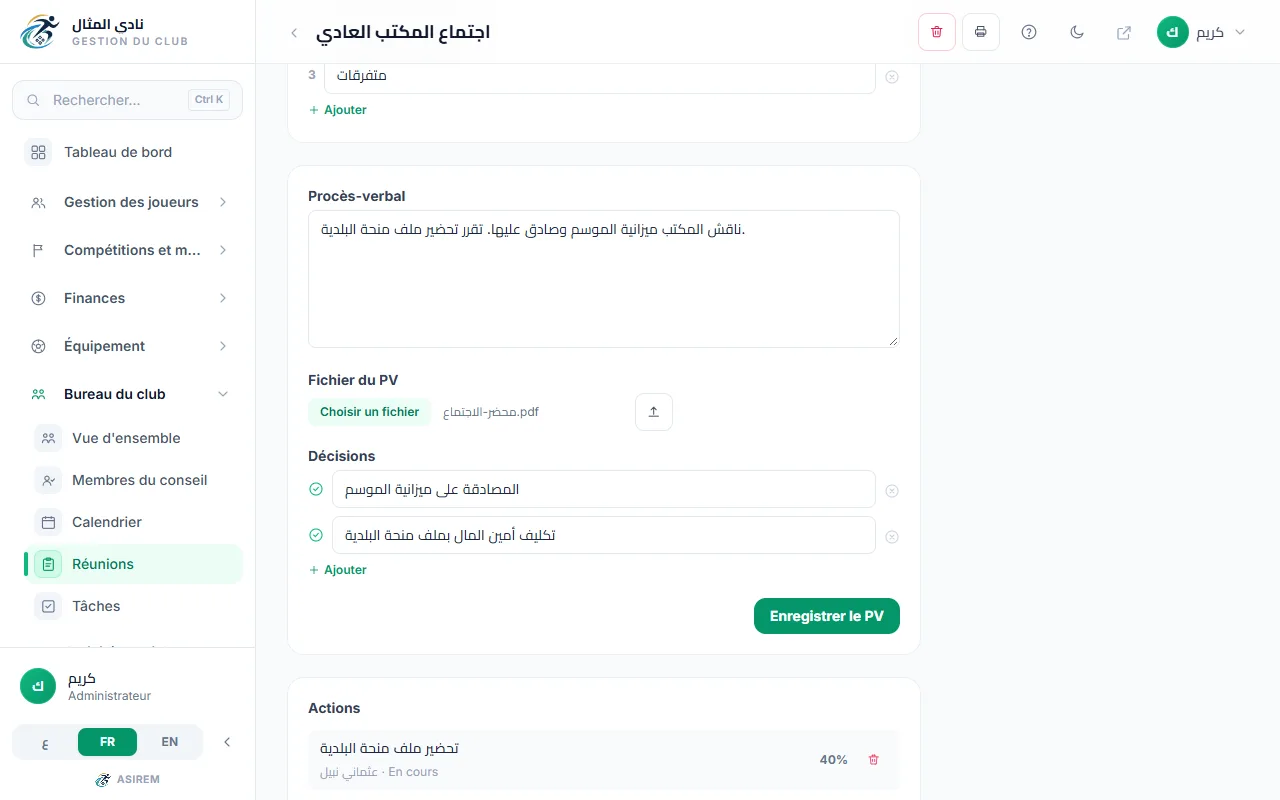 نادي المثال
GESTION DU CLUB
Rechercher...
Ctrl K
Tableau de bord
Gestion des joueurs
Compétitions et m...
Finances
Équipement
Bureau du club
Vue d'ensemble
Membres du conseil
Calendrier
Réunions
Tâches
ك
كريم
Administrateur
ع
FR
EN
ASIREM
اجتماع المكتب العادي
ك
كريم
3
متفرقات
+ Ajouter
Procès-verbal
ناقش المكتب ميزانية الموسم وصادق عليها. تقرر تحضير ملف منحة البلدية.
Fichier du PV
Choisir un fichier
محضر-الاجتماع.pdf
Décisions
المصادقة على ميزانية الموسم
تكليف أمين المال بملف منحة البلدية
+ Ajouter
Enregistrer le PV
Actions
تحضير ملف منحة البلدية
عثماني نبيل · En cours
40%